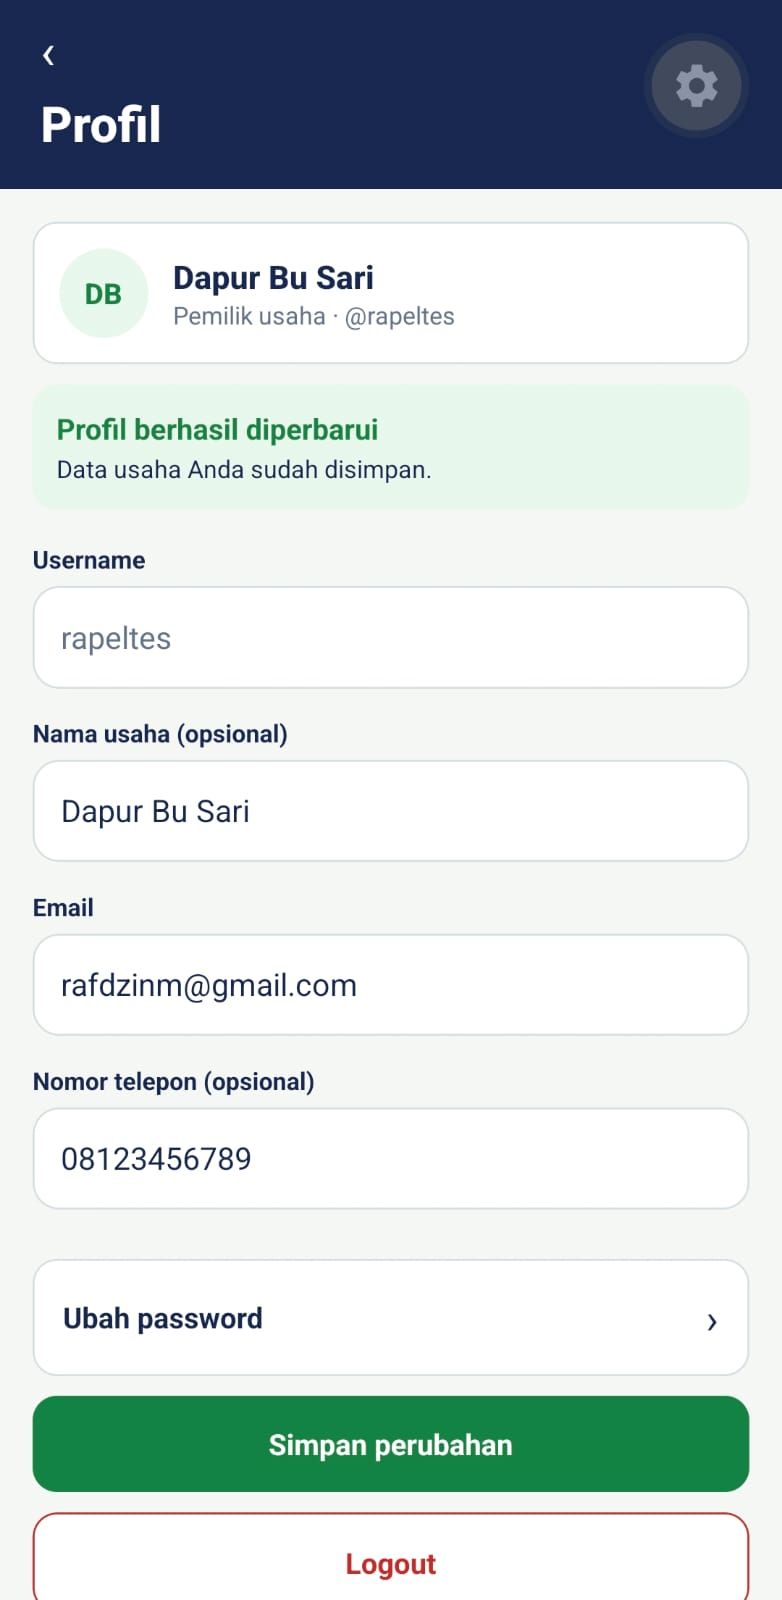 ‹
Profil
DB
Dapur Bu Sari
Pemilik usaha · @rapeltes
Profil berhasil diperbarui
Data usaha Anda sudah disimpan.
Username
rapeltes
Nama usaha (opsional)
Dapur Bu Sari
Email
rafdzinm@gmail.com
Nomor telepon (opsional)
08123456789
Ubah password ›
Simpan perubahan
Logout